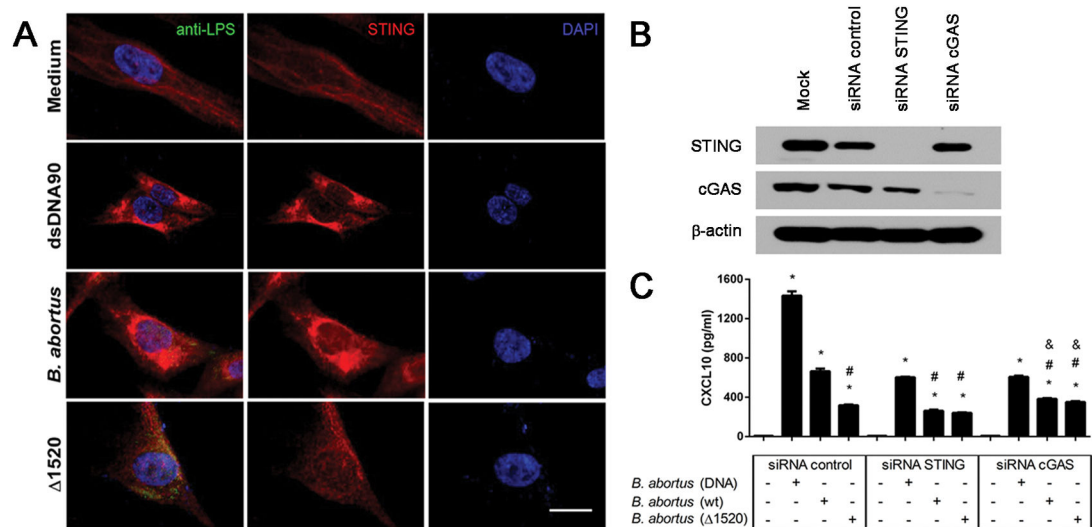 A
anti-LPS
STING
DAPI
Medium
dsDNA90
B. abortus
Δ1520
B
Mock
siRNA control
siRNA STING
siRNA cGAS
STING
cGAS
β-actin
C
CXCL10 (pg/ml)
1600
1200
800
400
0
*
*
#
*
*
#
*
#
*
*
&
#
*
&
#
*
siRNA control siRNA STING siRNA cGAS
B. abortus (DNA) - + - - - + - - - + - -
B. abortus (wt) - - + - - - + - - - + -
B. abortus (Δ1520) - - - + - - - + - - - +